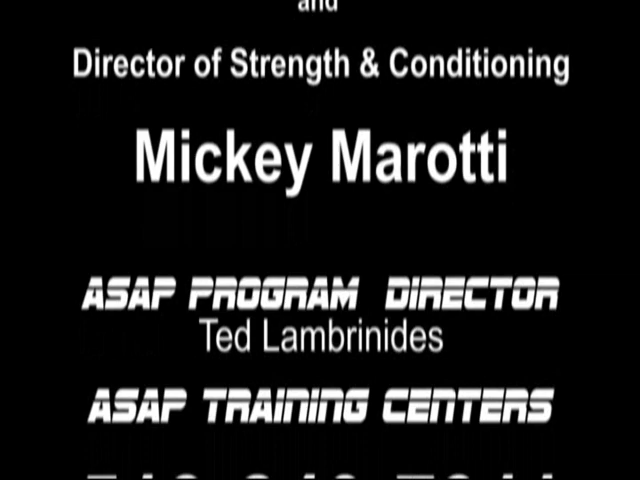 and
Director of Strength & Conditioning
Mickey Marotti
ASAP PROGRAM DIRECTOR
Ted Lambrinides
ASAP TRAINING CENTERS